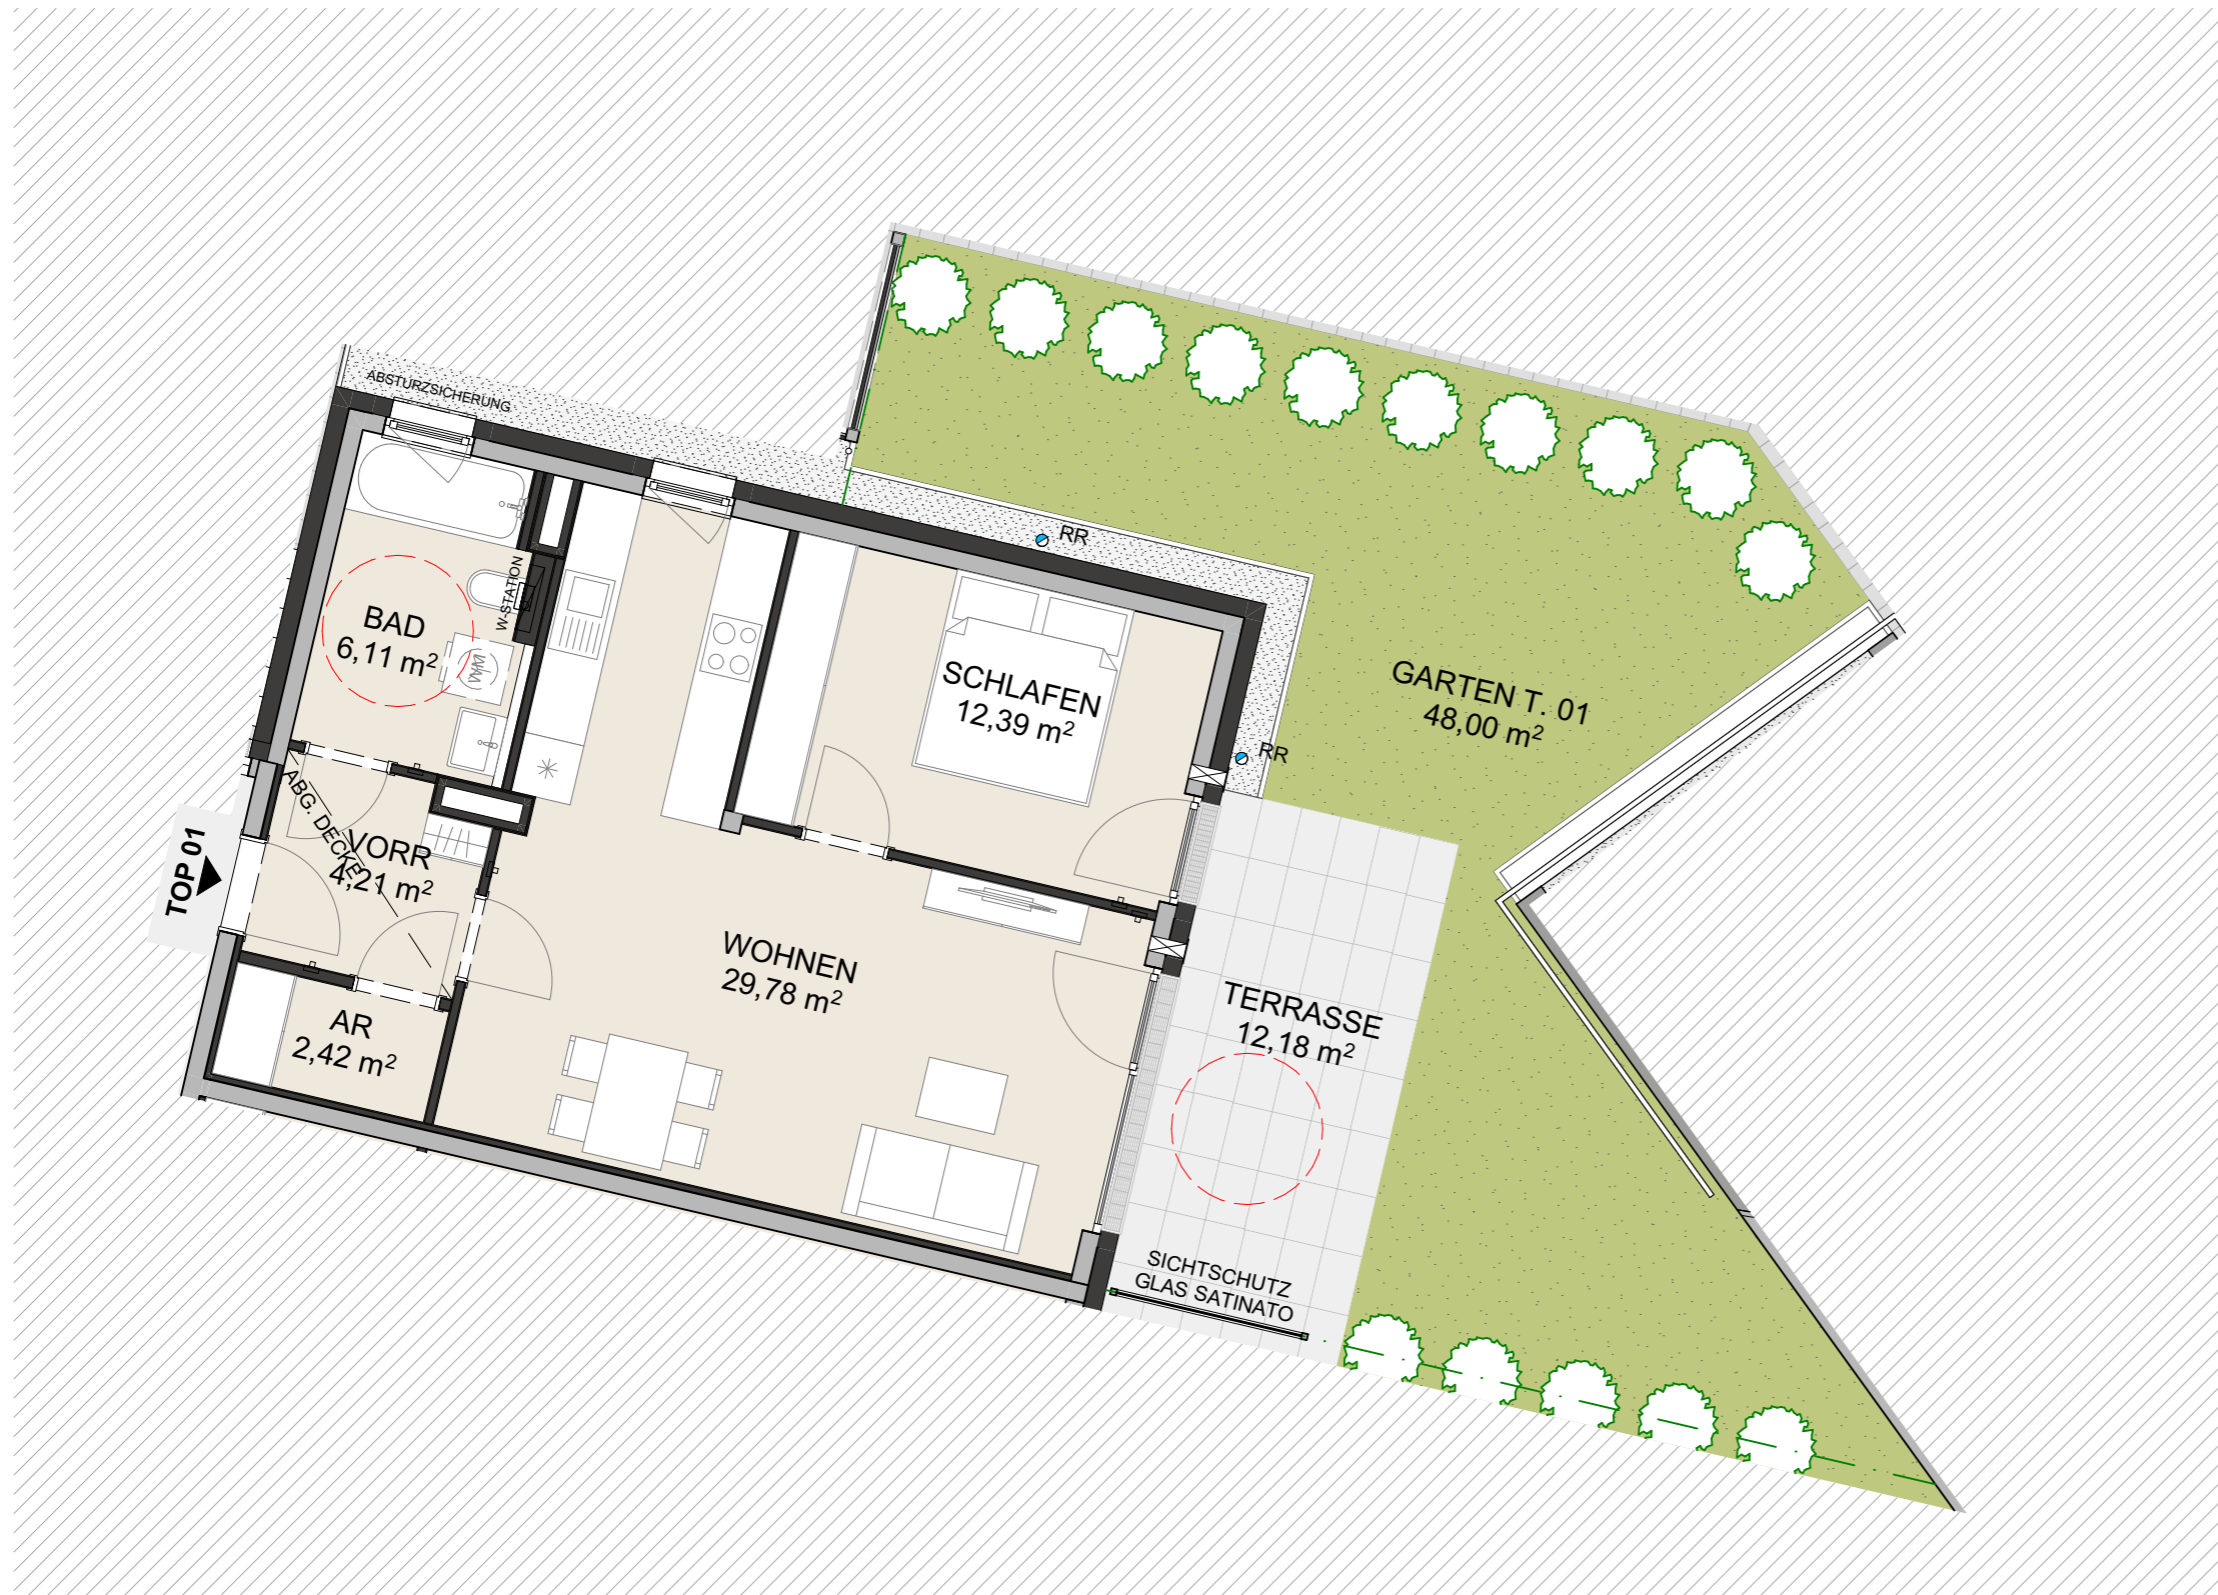 ABSTURZSICHERUNG
RR
W-STATION
BAD
6,11 m²
WM
SCHLAFEN
12,39 m²
GARTEN T. 01
48,00 m²
RR
ABG. DECKE
TOP 01
VORR
4,21 m²
WOHNEN
29,78 m²
TERRASSE
12,18 m²
AR
2,42 m²
SICHTSCHUTZ
GLAS SATINATO